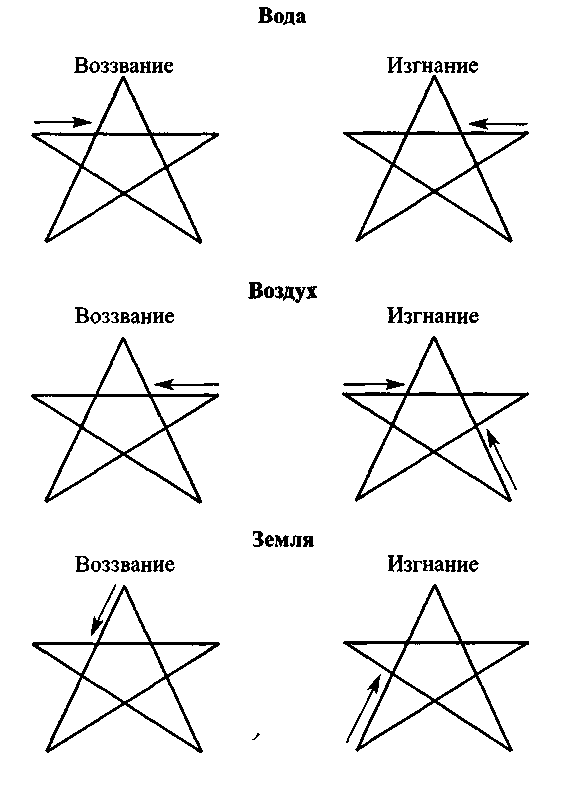 Вода
Воззвание Изгнание
Воздух
Воззвание Изгнание
Земля
Воззвание Изгнание